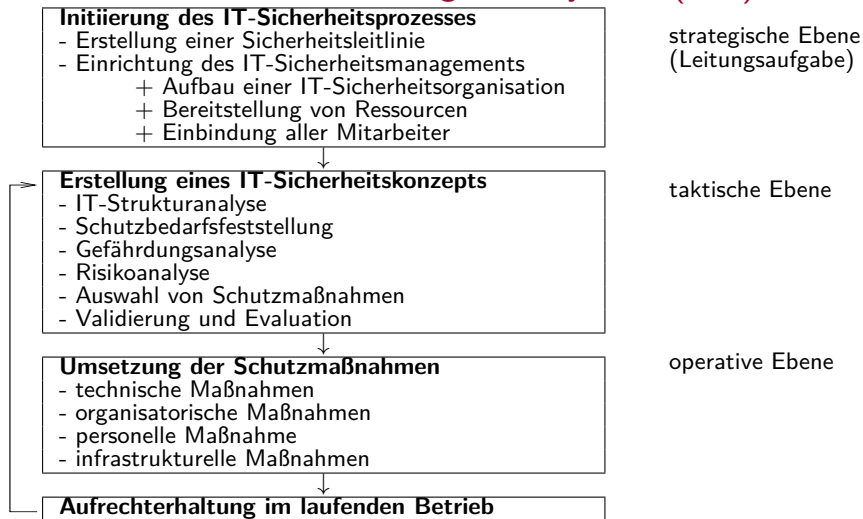 Initiierung des IT-Sicherheitsprozesses
- Erstellung einer Sicherheitsleitlinie
- Einrichtung des IT-Sicherheitsmanagements
+ Aufbau einer IT-Sicherheitsorganisation
+ Bereitstellung von Ressourcen
+ Einbindung aller Mitarbeiter
strategische Ebene
(Leitungsaufgabe)
Erstellung eines IT-Sicherheitskonzepts
- IT-Strukturanalyse
- Schutzbedarfsfeststellung
- Gefährdungsanalyse
- Risikoanalyse
- Auswahl von Schutzmaßnahmen
- Validierung und Evaluation
taktische Ebene
Umsetzung der Schutzmaßnahmen
- technische Maßnahmen
- organisatorische Maßnahmen
- personelle Maßnahme
- infrastrukturelle Maßnahmen
operative Ebene
Aufrechterhaltung im laufenden Betrieb